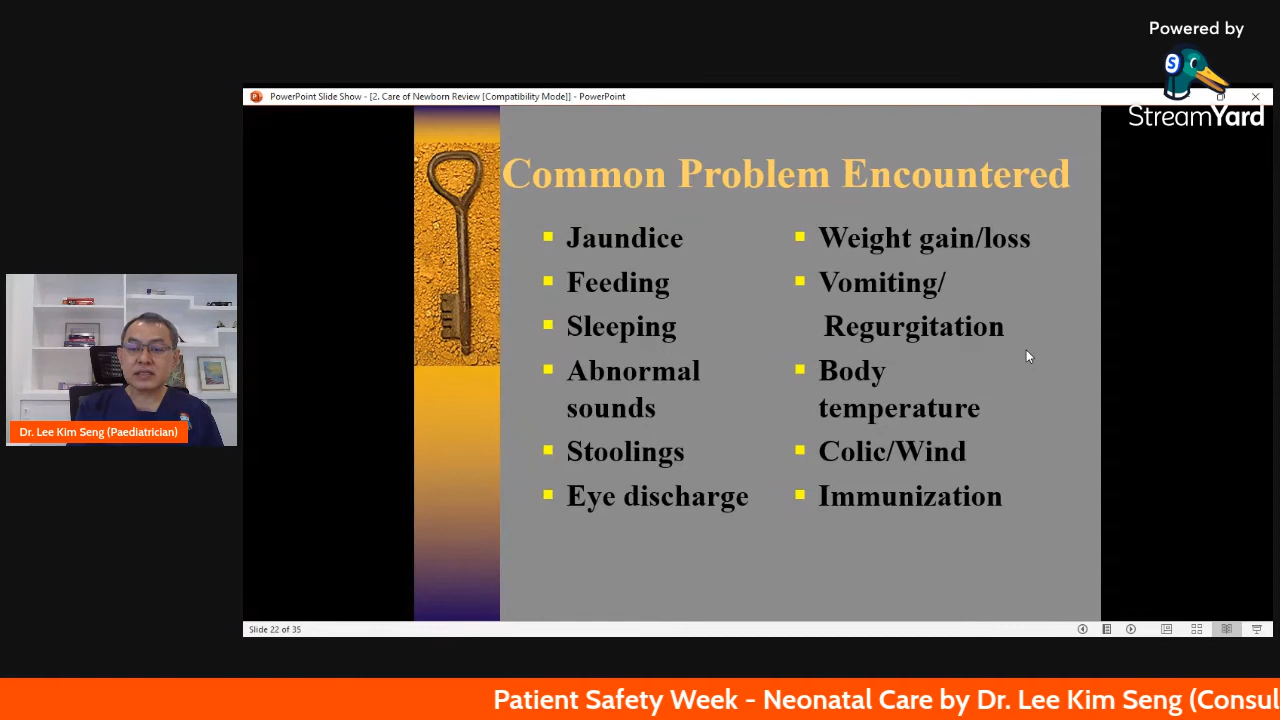 Powered by
StreamYard
PowerPoint Slide Show - [2. Care of Newborn Review [Compatibility Mode]] - PowerPoint
Common Problem Encountered
Jaundice
Feeding
Sleeping
Abnormal
sounds
Stoolings
Eye discharge
Weight gain/loss
Vomiting/
Regurgitation
Body
temperature
Colic/Wind
Immunization
Dr. Lee Kim Seng (Paediatrician)
Slide 22 of 35
Patient Safety Week - Neonatal Care by Dr. Lee Kim Seng (Consul